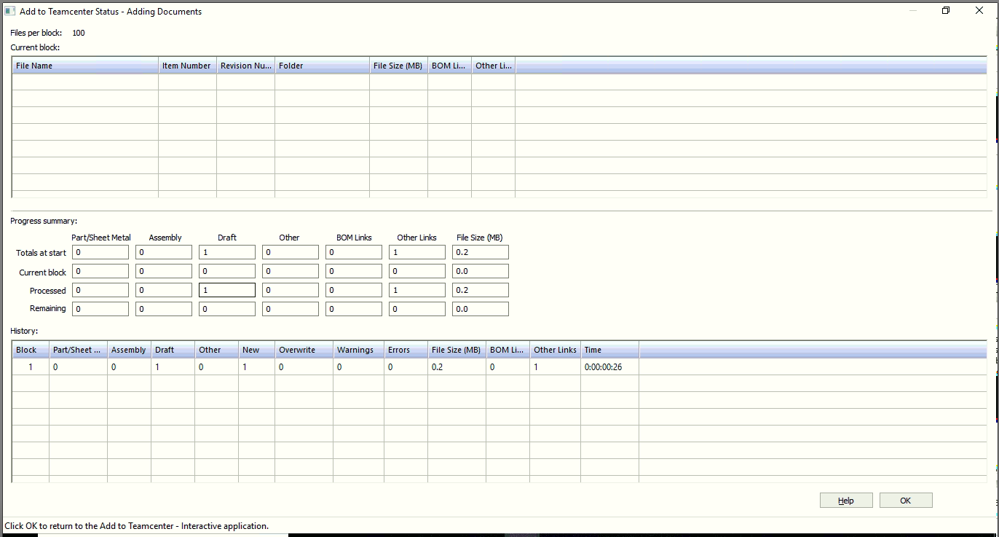 Add to Teamcenter Status - Adding Documents
Files per block: 100
Current block:
File Name Item Number Revision Nu... Folder File Size (MB) BOM Li... Other Li...
Progress summary:
Part/Sheet Metal Assembly Draft Other BOM Links Other Links File Size (MB)
Totals at start 0 0 1 0 0 1 0.2
Current block 0 0 0 0 0 0 0.0
Processed 0 0 1 0 0 1 0.2
Remaining 0 0 0 0 0 0 0.0
History:
Block Part/Sheet ... Assembly Draft Other New Overwrite Warnings Errors File Size (MB) BOM Li... Other Links Time
1 0 0 1 0 1 0 0 0 0.2 0 1 0:00:00:26
Help OK
Click OK to return to the Add to Teamcenter - Interactive application.